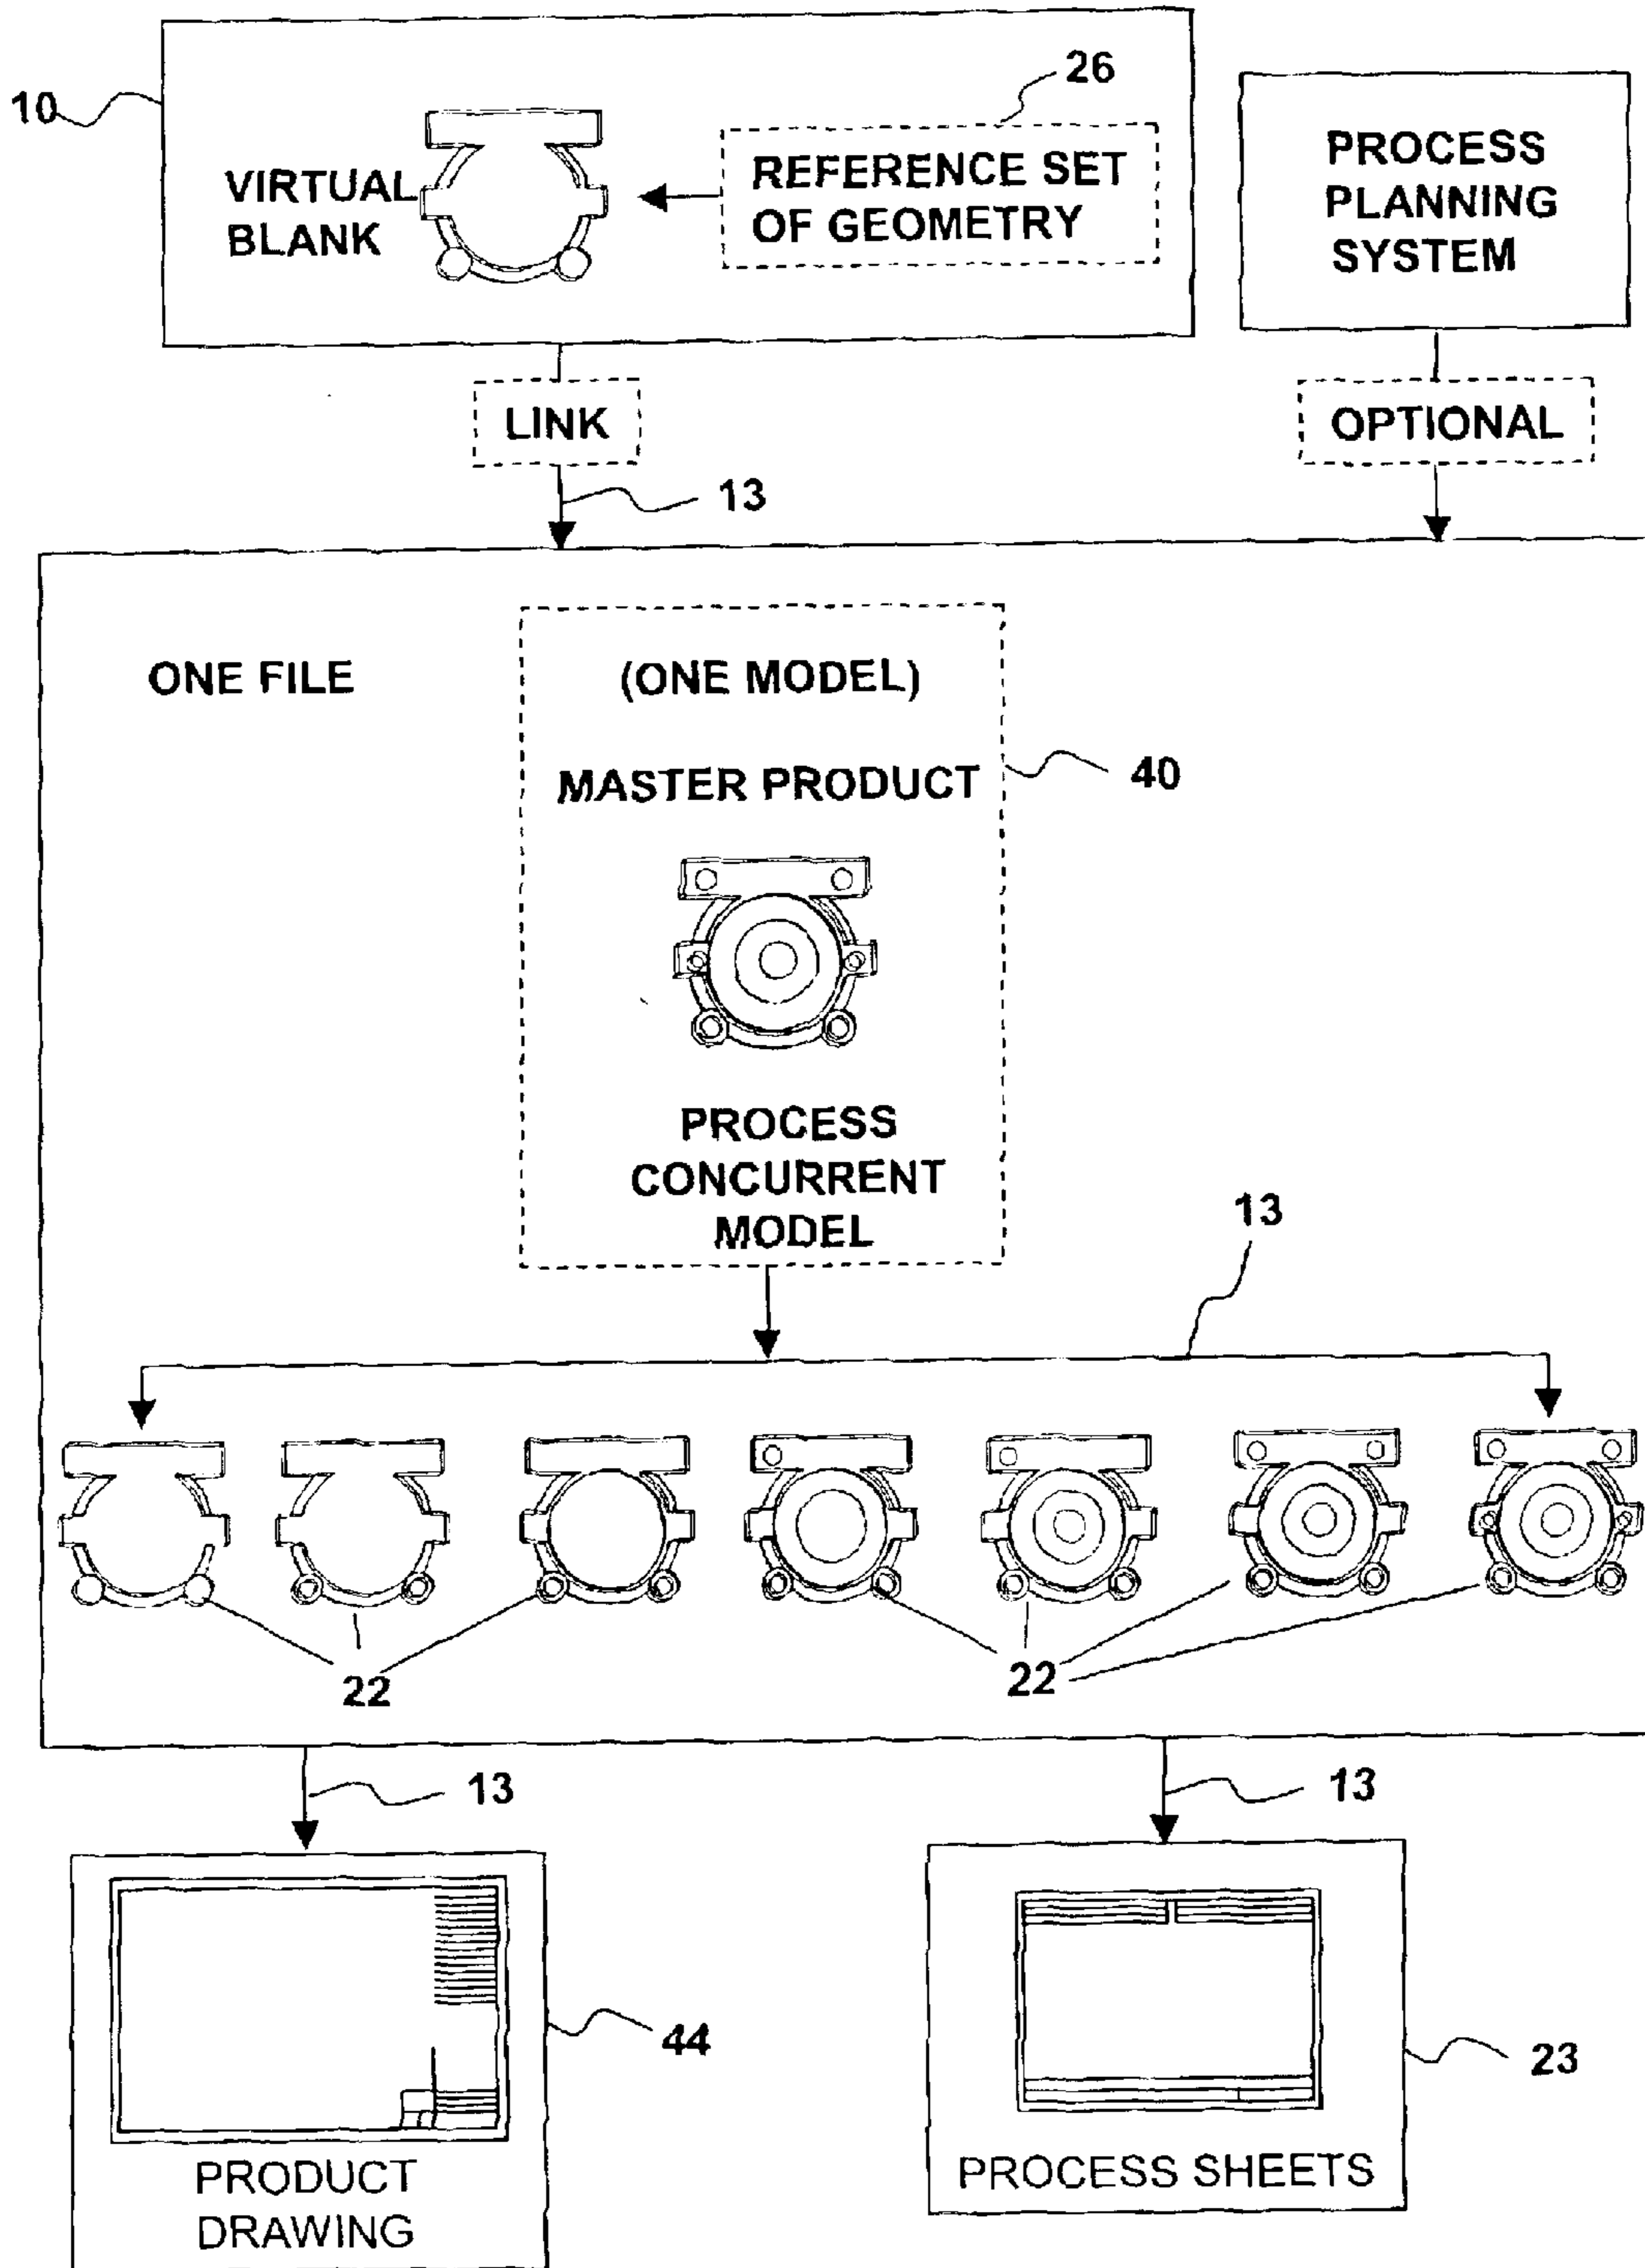 10
26
VIRTUAL
BLANK
REFERENCE SET
OF GEOMETRY
PROCESS
PLANNING
SYSTEM
LINK
OPTIONAL
13
ONE FILE
(ONE MODEL)
MASTER PRODUCT
40
PROCESS
CONCURRENT
MODEL
13
22
22
13
13
44
23
PRODUCT
DRAWING
PROCESS SHEETS